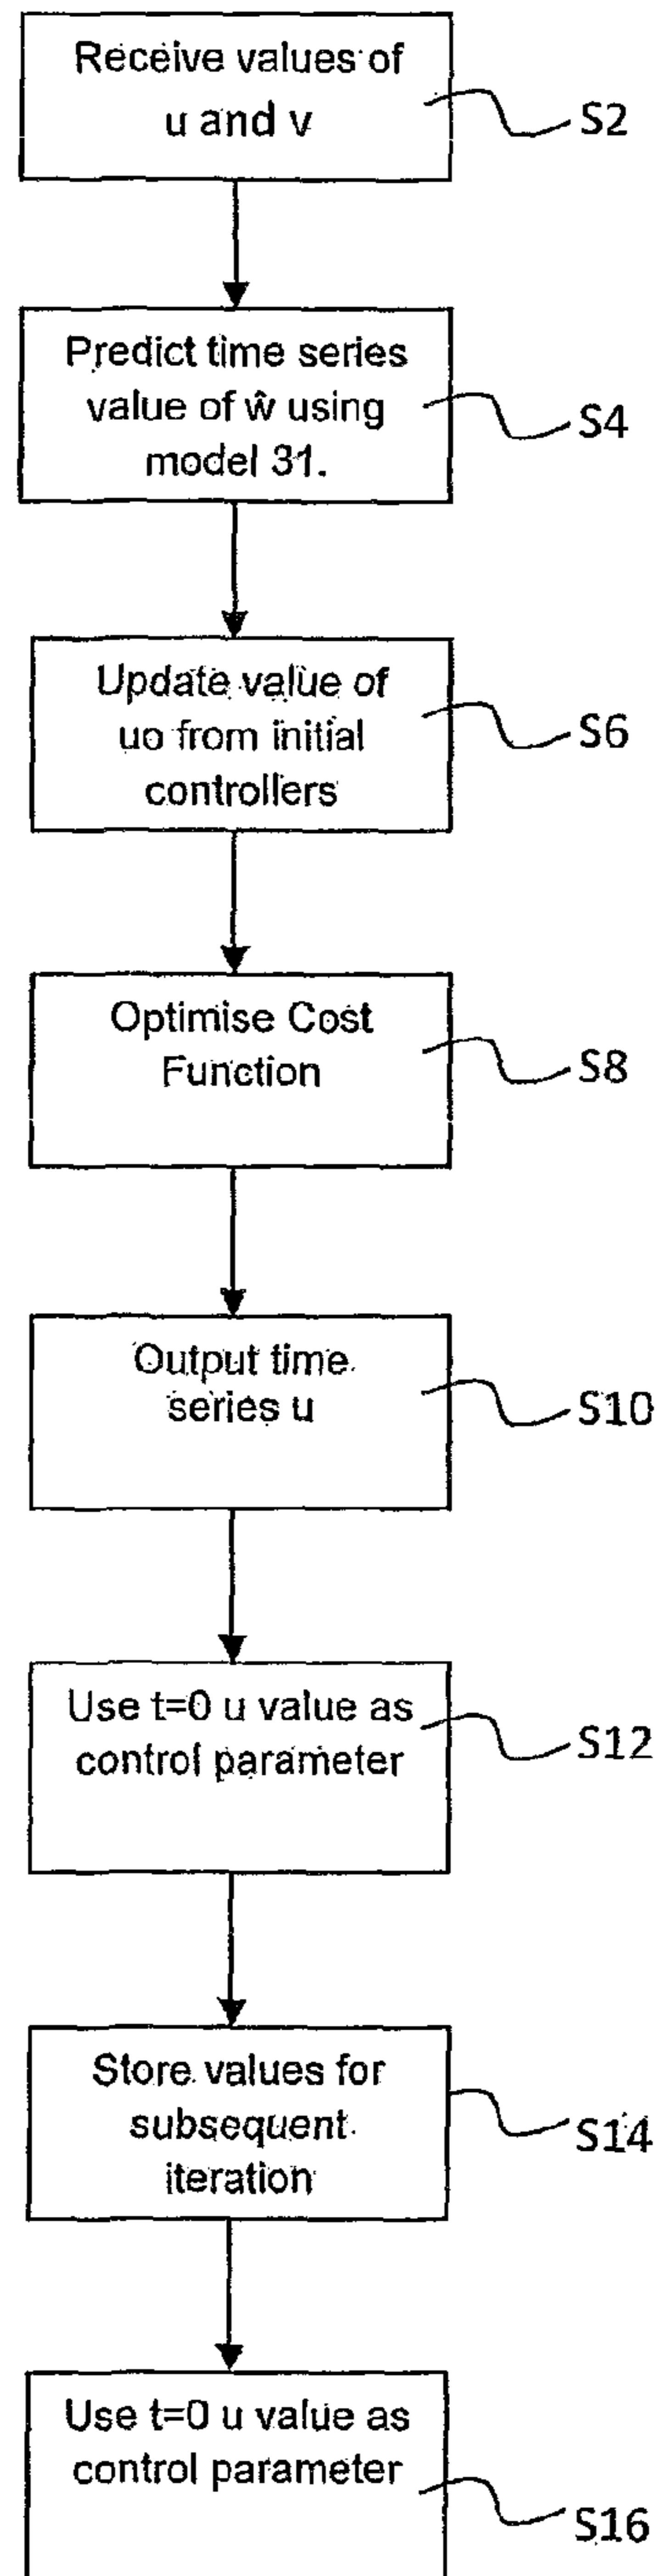 Receive values of
u and v
S2
Predict time series
value of ŵ using
model 31.
S4
Update value of
uo from initial
controllers
S6
Optimise Cost
Function
S8
Output time
series u
S10
Use t=0 u value as
control parameter
S12
Store values for
subsequent
iteration
S14
Use t=0 u value as
control parameter
S16